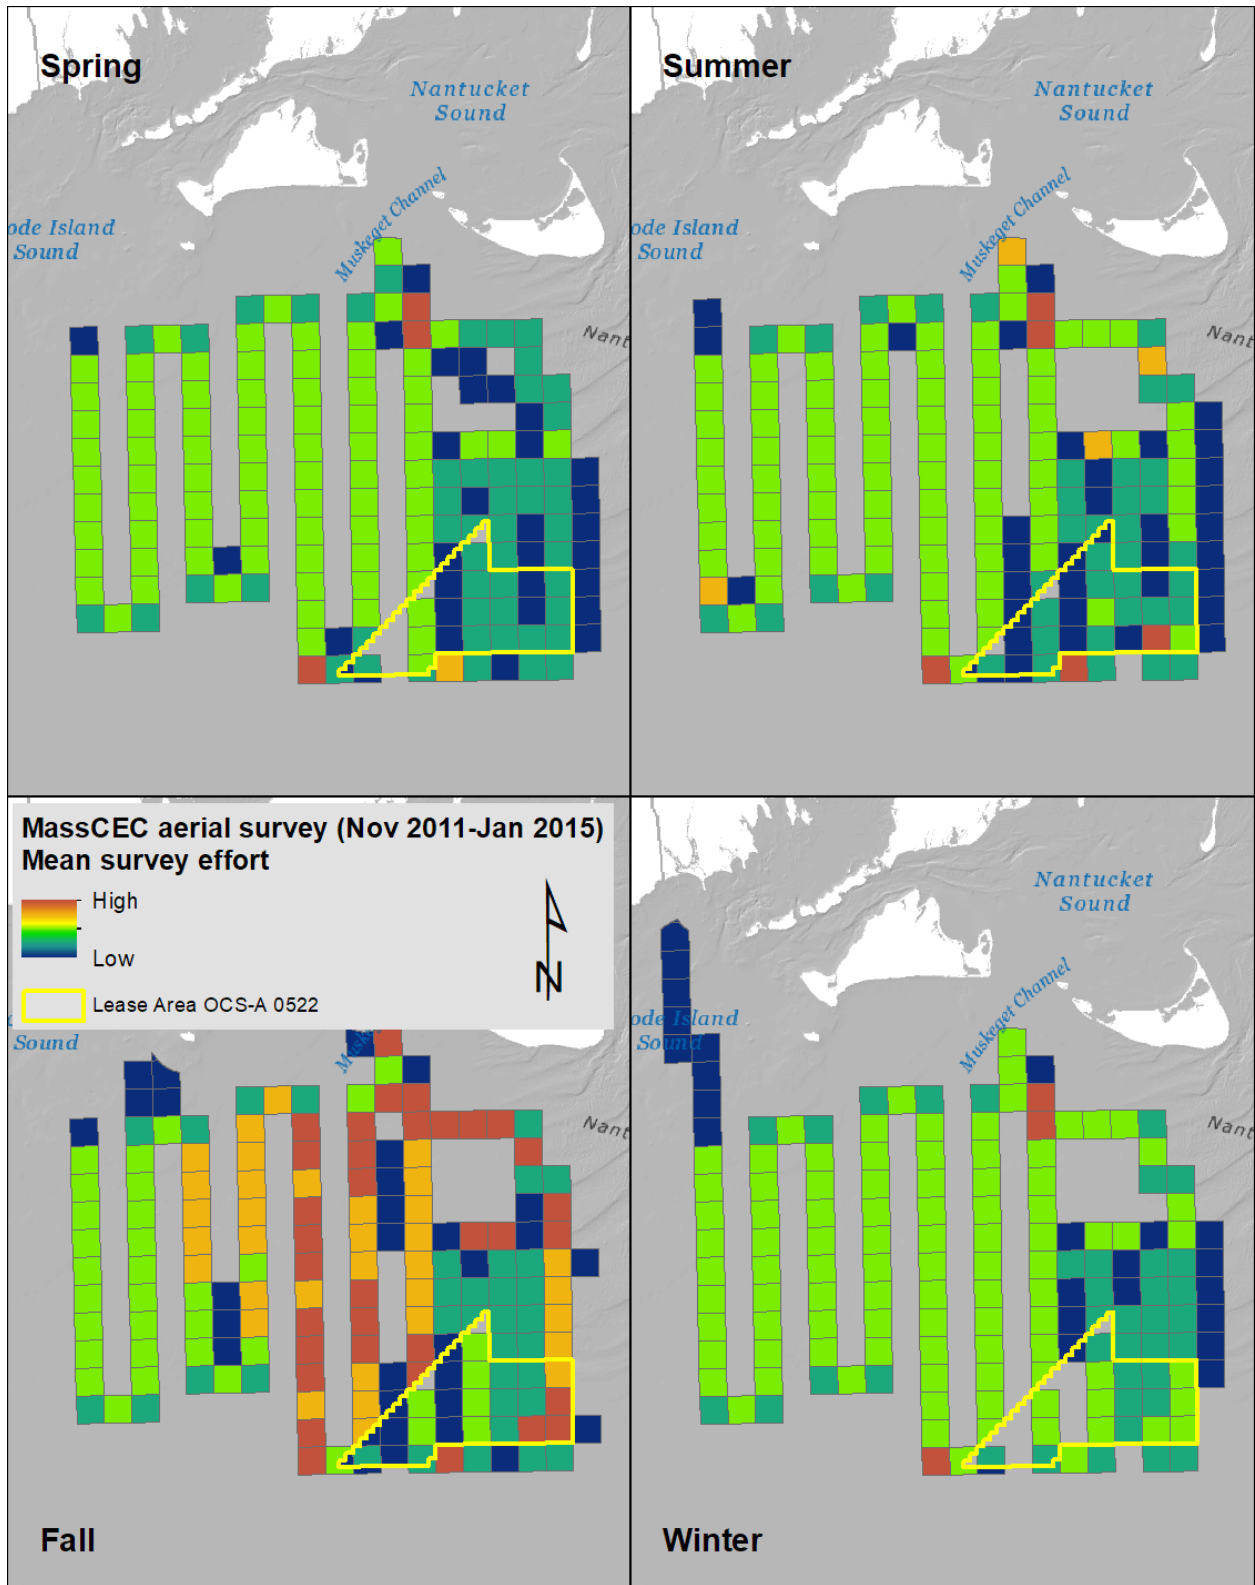 Spring
Nantucket
Sound
Muskeget Channel
ode Island
Sound
Nant
Summer
Nantucket
Sound
Muskeget Channel
ode Island
Sound
Nant
MassCEC aerial survey (Nov 2011-Jan 2015)
Mean survey effort
High
Low
N
Lease Area OCS-A 0522
Sound
Nant
Fall
Nantucket
Sound
Muskeget Channel
ode Island
Sound
Nant
Winter